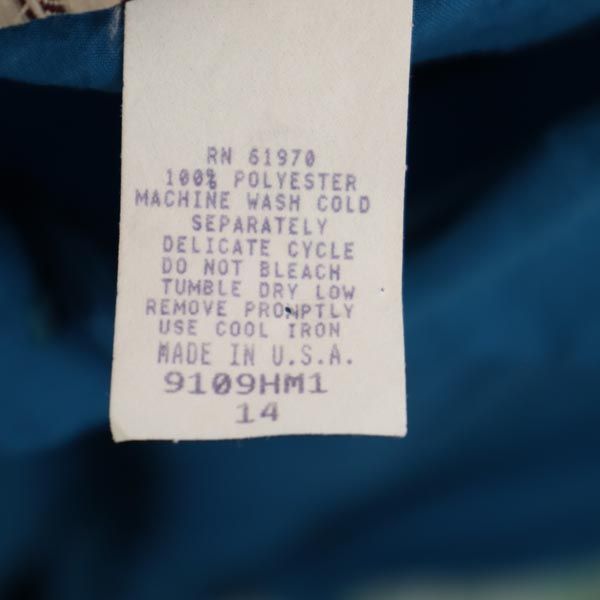 RN 61970
100% POLYESTER
MACHINE WASH COLD
SEPARATELY
DELICATE CYCLE
DO NOT BLEACH
TUMBLE DRY LOW
REMOVE PROMPTLY
USE COOL IRON
MADE IN U.S.A.
9109HM1
14